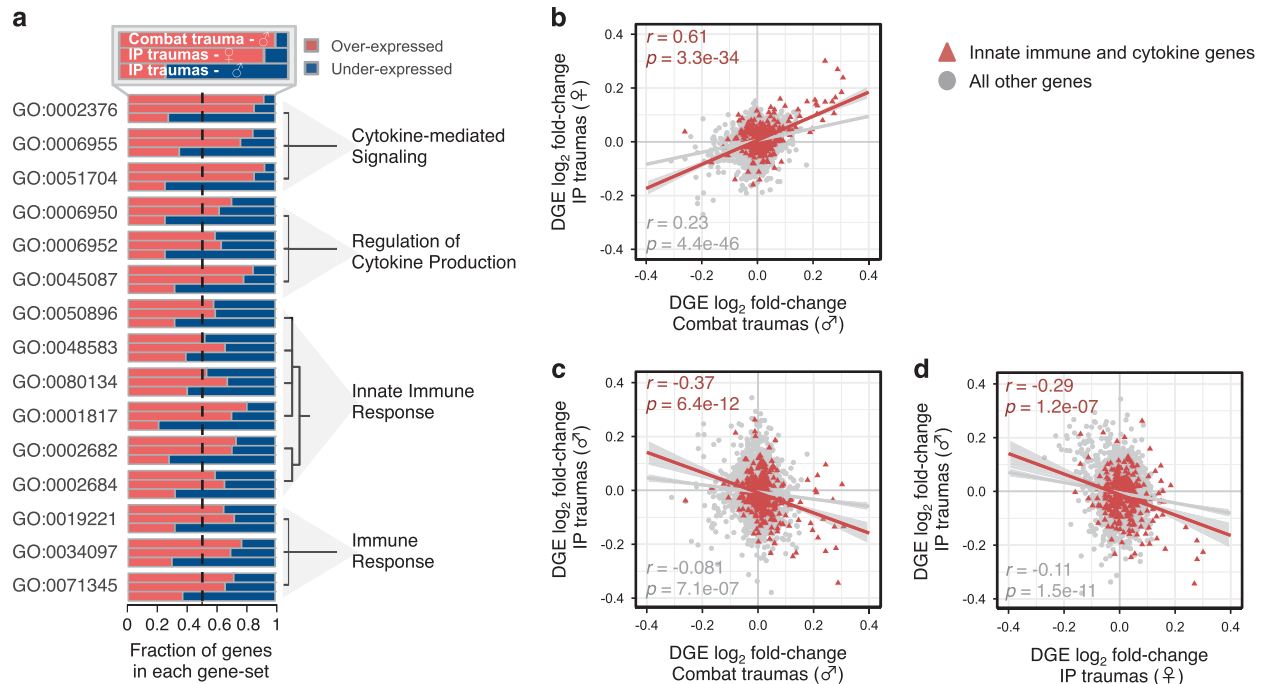 a
Combat trauma - ♂
IP traumas - ♀
IP traumas - ♂
Over-expressed
Under-expressed
GO:0002376
GO:0006955
GO:0051704
GO:0006950
GO:0006952
GO:0045087
GO:0050896
GO:0048583
GO:0080134
GO:0001817
GO:0002682
GO:0002684
GO:0019221
GO:0034097
GO:0071345
Cytokine-mediated
Signaling
Regulation of
Cytokine Production
Innate Immune
Response
Immune
Response
0 0.2 0.4 0.6 0.8 1
Fraction of genes
in each gene-set
b
DGE log2 fold-change
IP traumas (♀)
0.4
0.2
0.0
-0.2
-0.4
r = 0.61
p = 3.3e-34
r = 0.23
p = 4.4e-46
-0.4 -0.2 0.0 0.2 0.4
DGE log2 fold-change
Combat traumas (♂)
Innate immune and cytokine genes
All other genes
c
DGE log2 fold-change
IP traumas (♂)
0.4
0.2
0.0
-0.2
-0.4
r = -0.37
p = 6.4e-12
r = -0.081
p = 7.1e-07
-0.4 -0.2 0.0 0.2 0.4
DGE log2 fold-change
Combat traumas (♂)
d
DGE log2 fold-change
IP traumas (♂)
0.4
0.2
0.0
-0.2
-0.4
r = -0.29
p = 1.2e-07
r = -0.11
p = 1.5e-11
-0.4 -0.2 0.0 0.2 0.4
DGE log2 fold-change
IP traumas (♀)